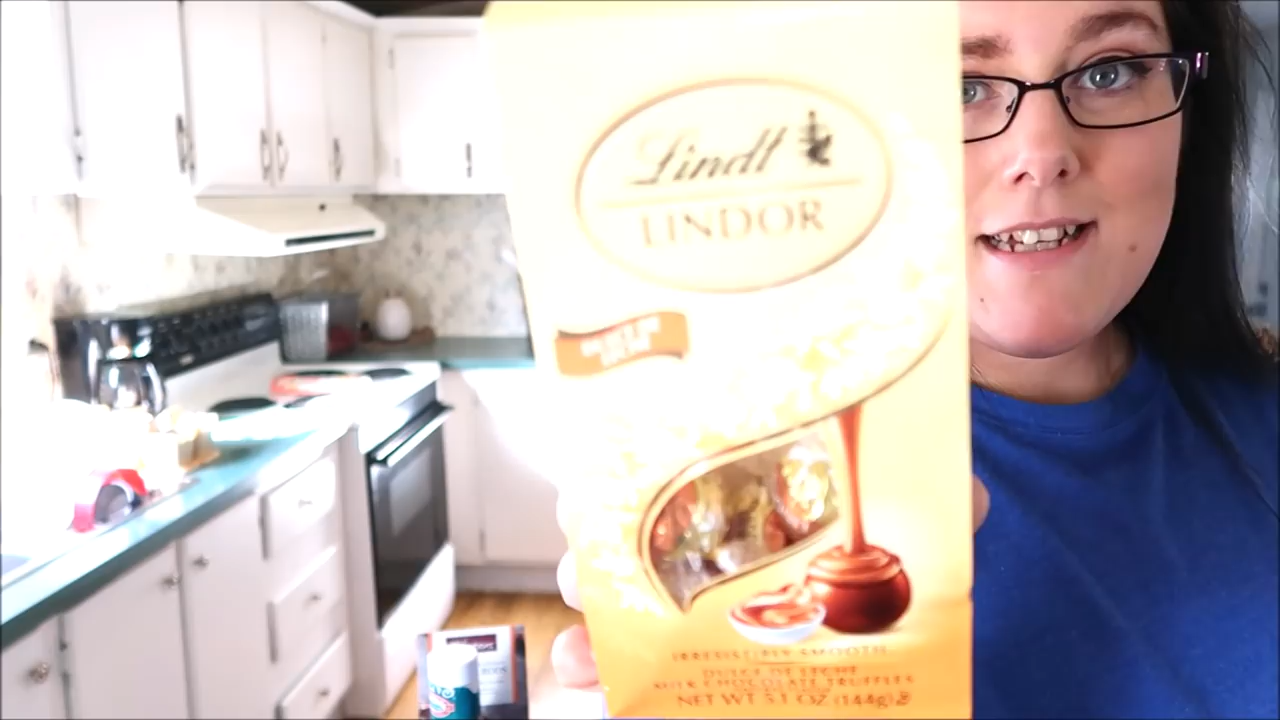 Lindt
LINDOR
IRRESISTIBLY SMOOTH
DULCE DE LECHE
MILK CHOCOLATE TRUFFLES
NET WT 5.1 OZ (144g)